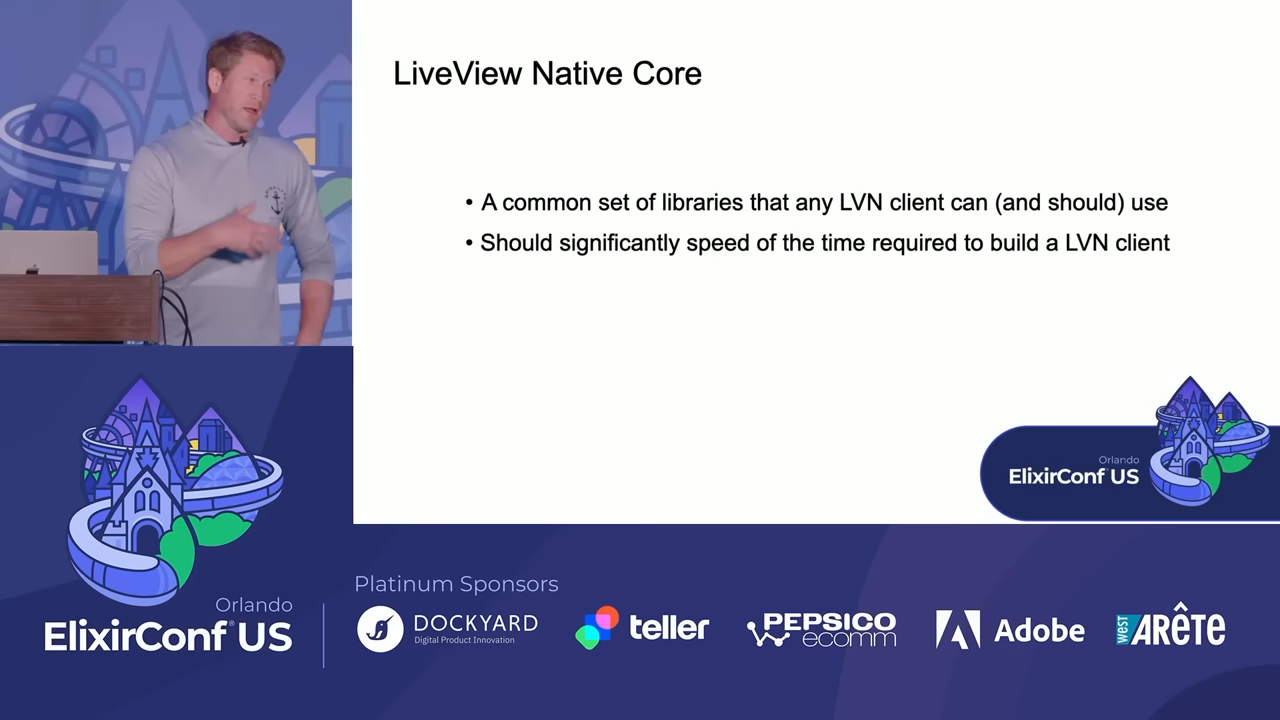 LiveView Native Core
• A common set of libraries that any LVN client can (and should) use
• Should significantly speed of the time required to build a LVN client
Orlando
ElixirConf US
Orlando
ElixirConf® US
Platinum Sponsors
DOCKYARD
Digital Product Innovation
teller
PEPSICO
ecomm
Adobe
west ARÊTE